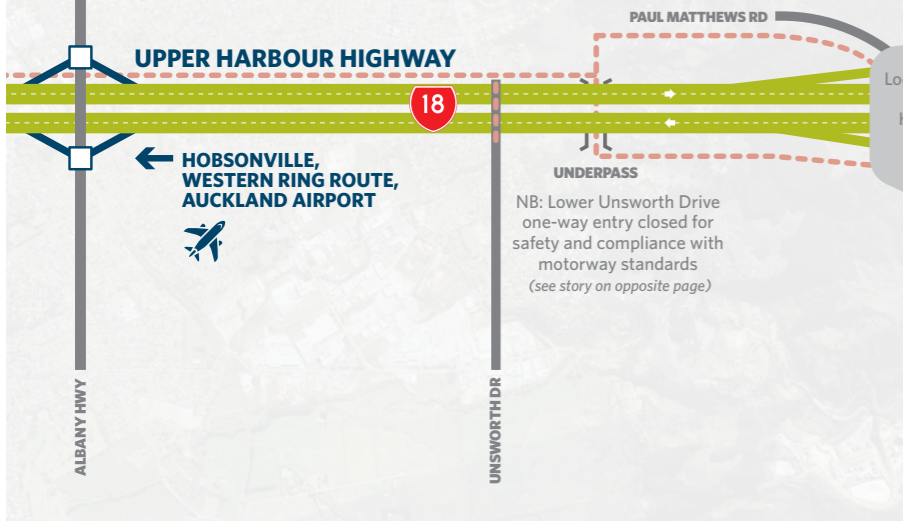 PAUL MATTHEWS RD
UPPER HARBOUR HIGHWAY
18
HOBSONVILLE,
WESTERN RING ROUTE,
AUCKLAND AIRPORT
UNDERPASS
NB: Lower Unsworth Drive
one-way entry closed for
safety and compliance with
motorway standards
(see story on opposite page)
ALBANY HWY
UNSWORTH DR